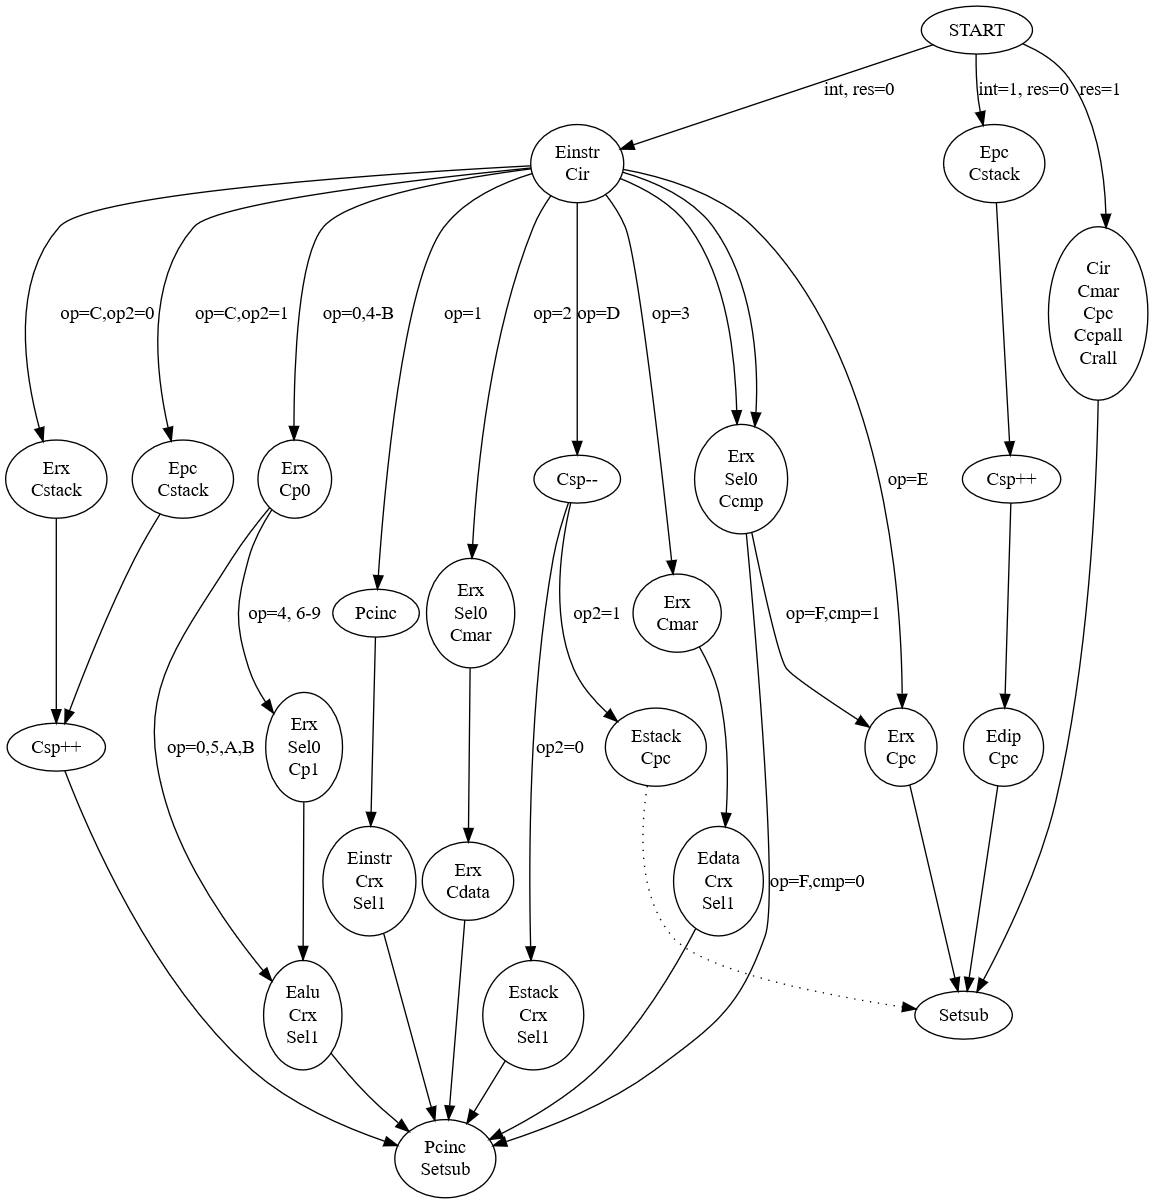 START
int, res=0
int=1, res=0
res=1
Einstr
Cir
Epc
Cstack
Cir
Cmar
Cpc
Ccpall
Crall
op=C,op2=0
op=C,op2=1
op=0,4-B
op=1
op=2
op=D
op=3
Erx
Cstack
Epc
Cstack
Erx
Cp0
Csp--
Erx
Sel0
Ccmp
op=E
Csp++
Pcinc
Erx
Sel0
Cmar
Erx
Cmar
op=4, 6-9
op2=1
op=F,cmp=1
Csp++
op=0,5,A,B
Erx
Sel0
Cp1
op2=0
Estack
Cpc
Erx
Cpc
Edip
Cpc
Einstr
Crx
Sel1
Erx
Cdata
Edata
Crx
Sel1
op=F,cmp=0
Ealu
Crx
Sel1
Estack
Crx
Sel1
Setsub
Pcinc
Setsub